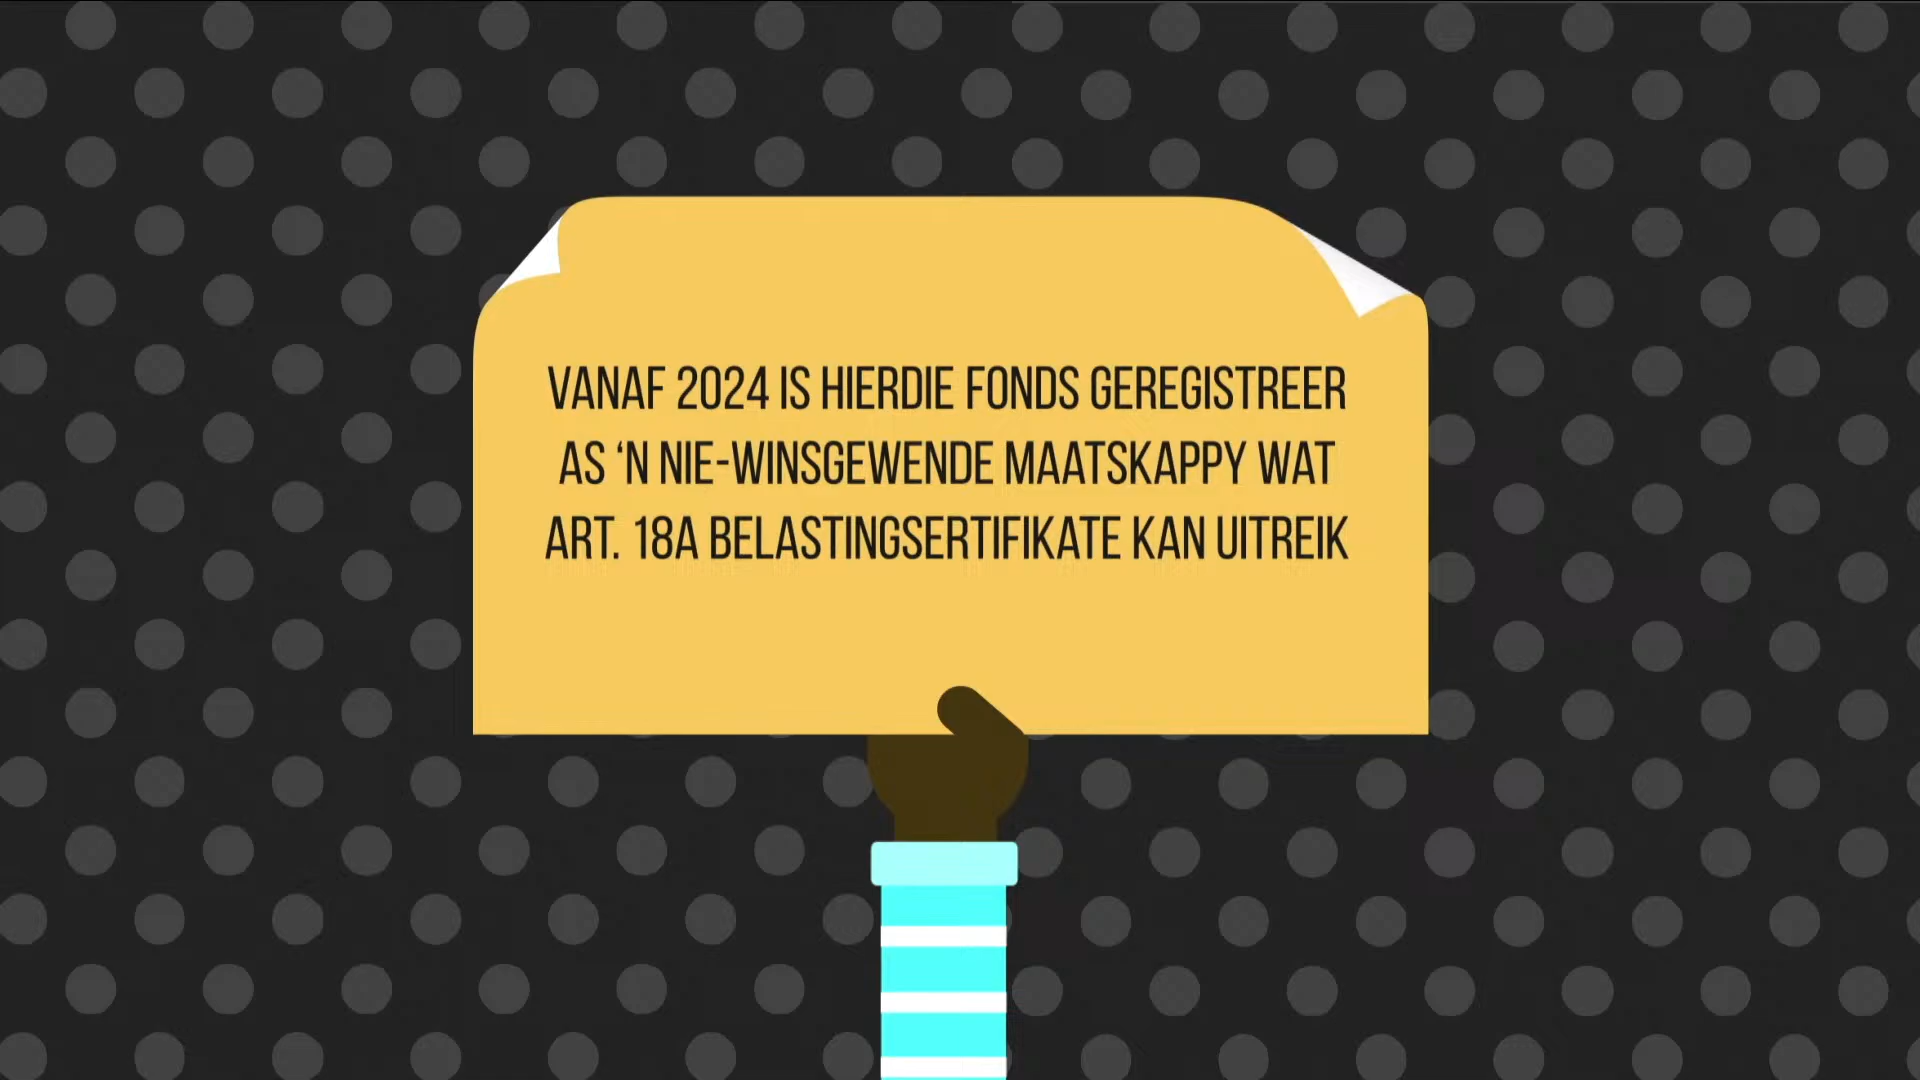 VANAF 2024 IS HIERDIE FONDS GEREGISTREER
AS ‘N NIE-WINSGEWENDE MAATSKAPPY WAT
ART. 18A BELASTINGSERTIFIKATE KAN UITREIK